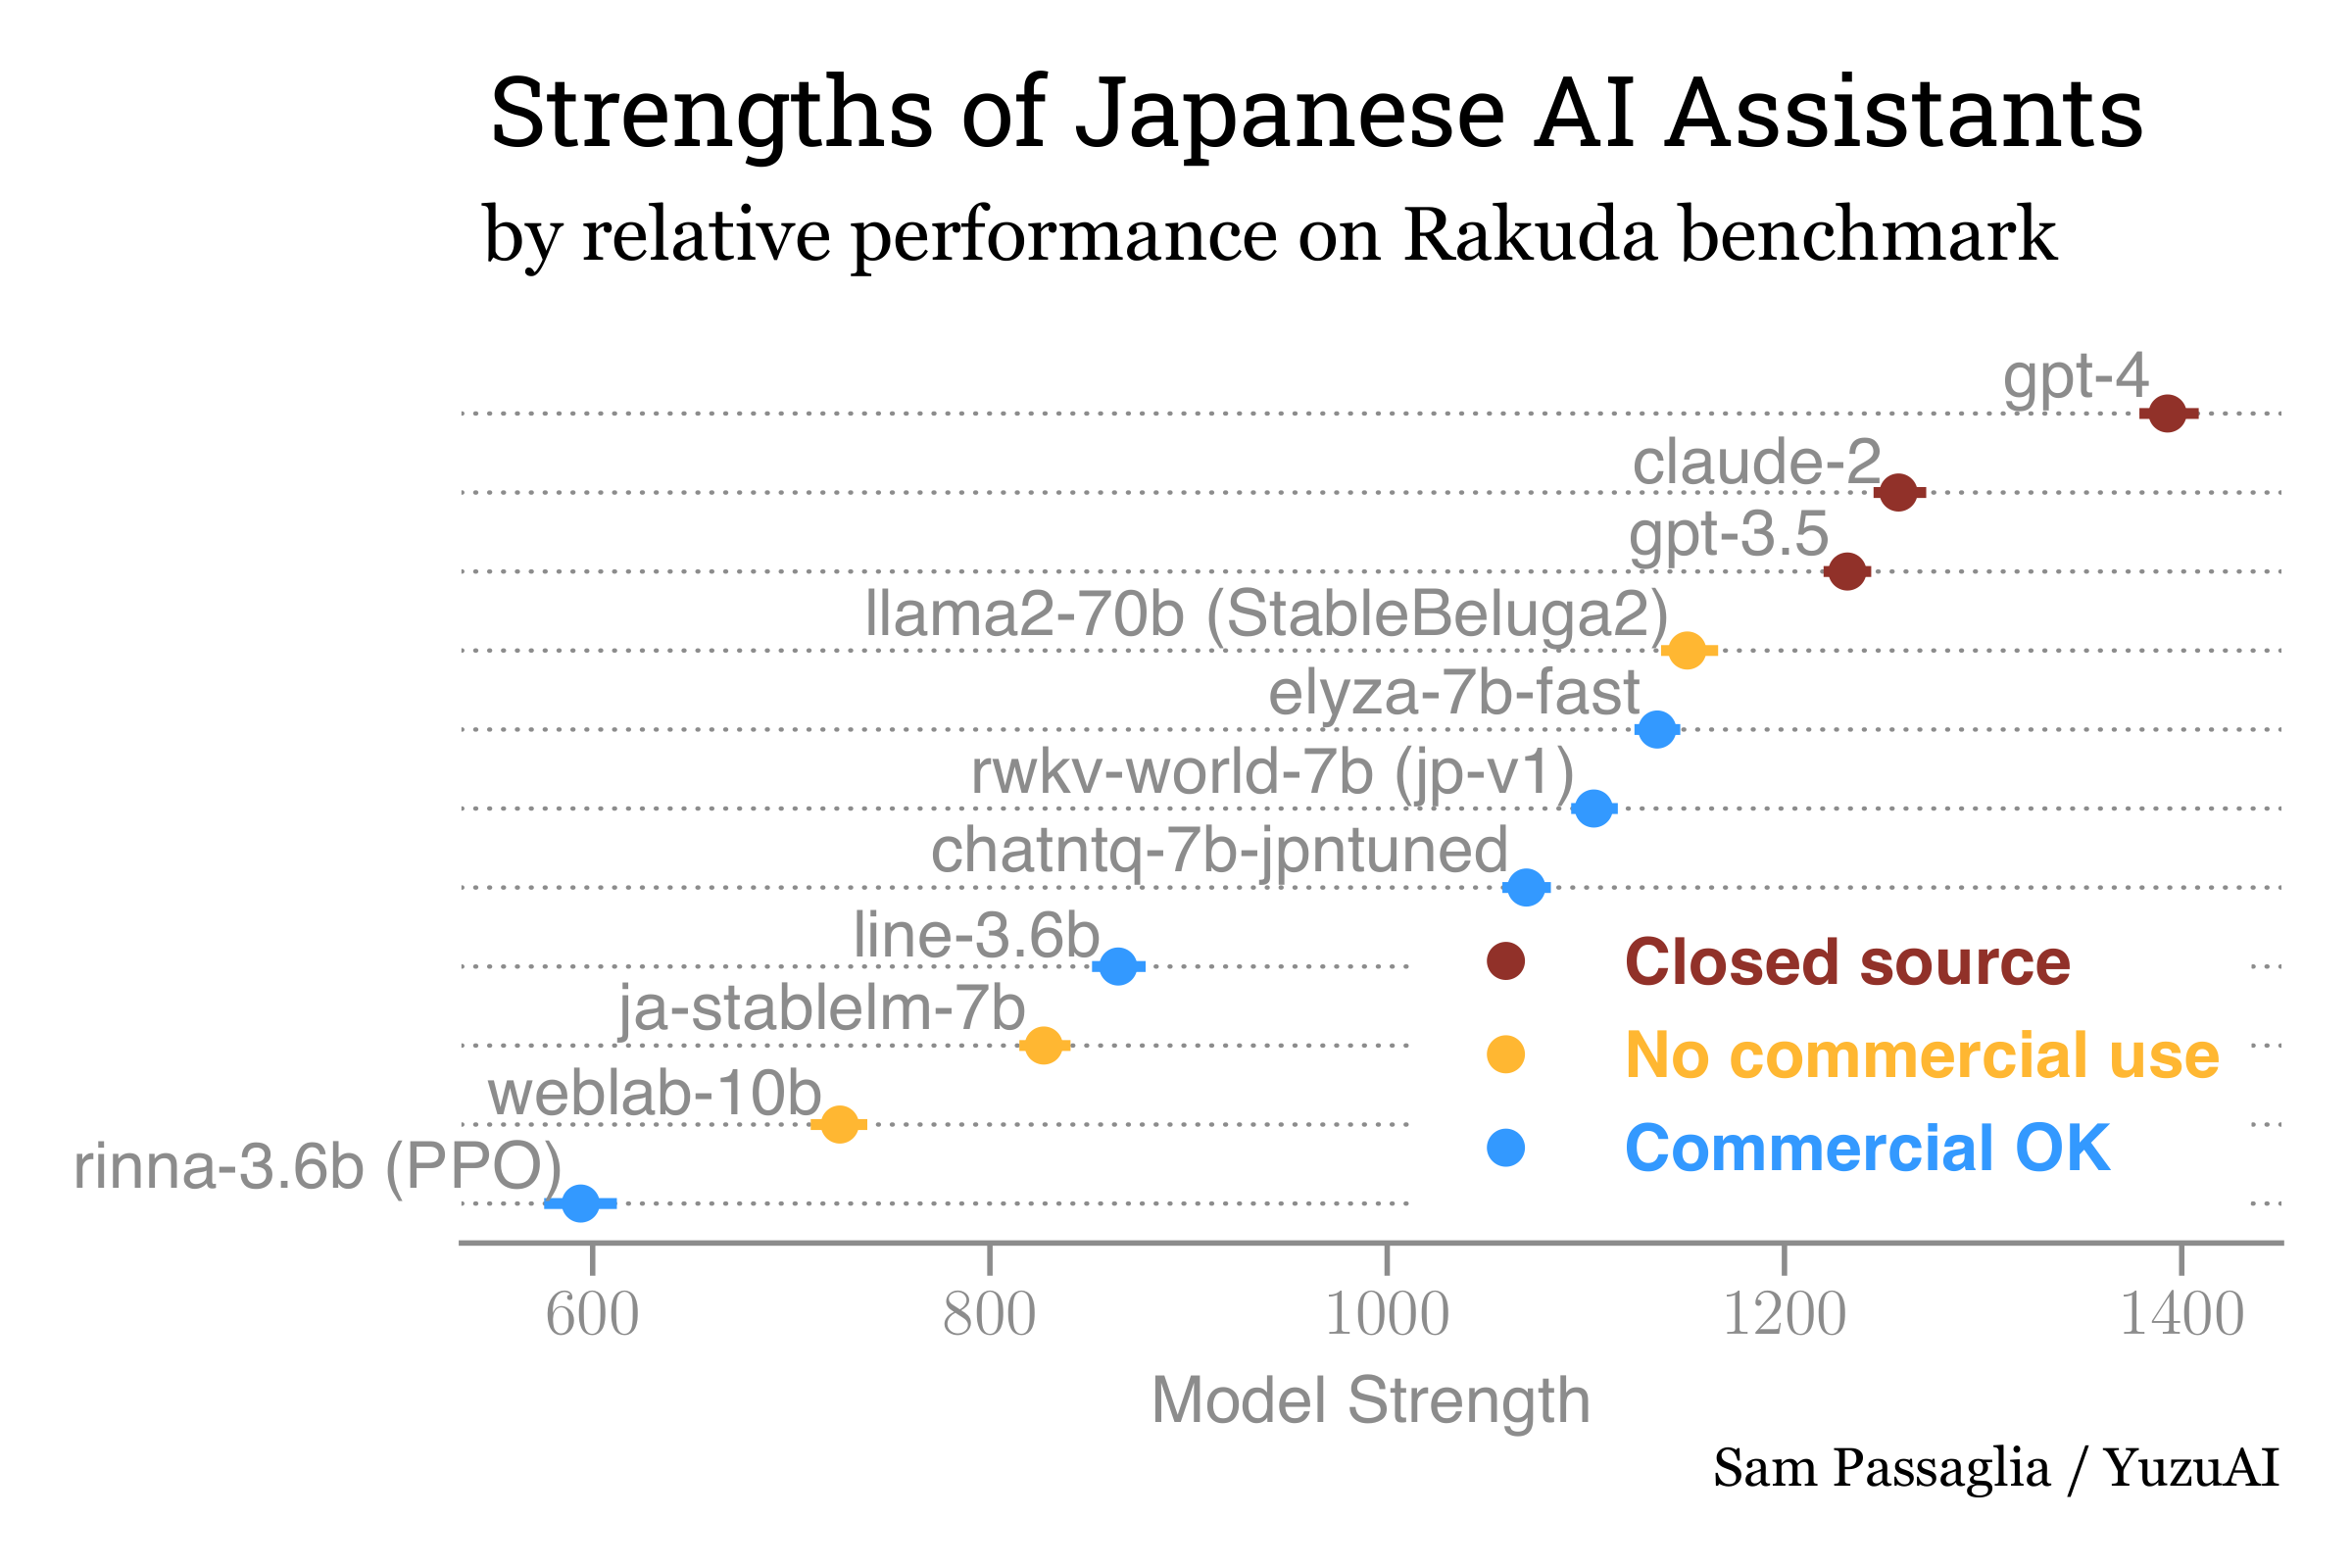 Strengths of Japanese AI Assistants
by relative performance on Rakuda benchmark
gpt-4
claude-2
gpt-3.5
llama2-70b (StableBeluga2)
elyza-7b-fast
rwkv-world-7b (jp-v1)
chatntq-7b-jpntuned
line-3.6b
ja-stablelm-7b
weblab-10b
rinna-3.6b (PPO)
Closed source
No commercial use
Commercial OK
600 800 1000 1200 1400
Model Strength
Sam Passaglia / YuzuAI